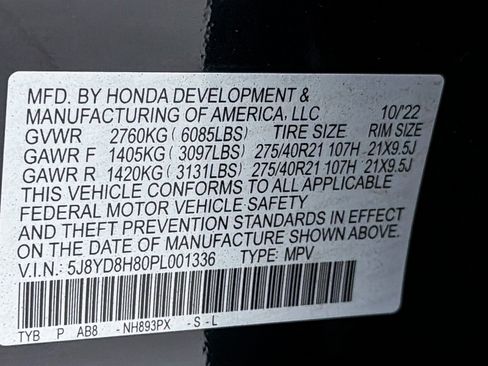 MFD. BY HONDA DEVELOPMENT &
MANUFACTURING OF AMERICA, LLC 10/'22
GVWR 2760KG ( 6085LBS) TIRE SIZE RIM SIZE
GAWR F 1405KG ( 3097LBS) 275/40R21 107H 21X9.5J
GAWR R 1420KG ( 3131LBS) 275/40R21 107H 21X9.5J
THIS VEHICLE CONFORMS TO ALL APPLICABLE
FEDERAL MOTOR VEHICLE SAFETY
AND THEFT PREVENTION STANDARDS IN EFFECT
ON THE DATE OF MANUFACTURE SHOWN ABOVE.
V.I.N.: 5J8YD8H80PL001336 TYPE: MPV
TYB P AB8 - NH893PX - S - L